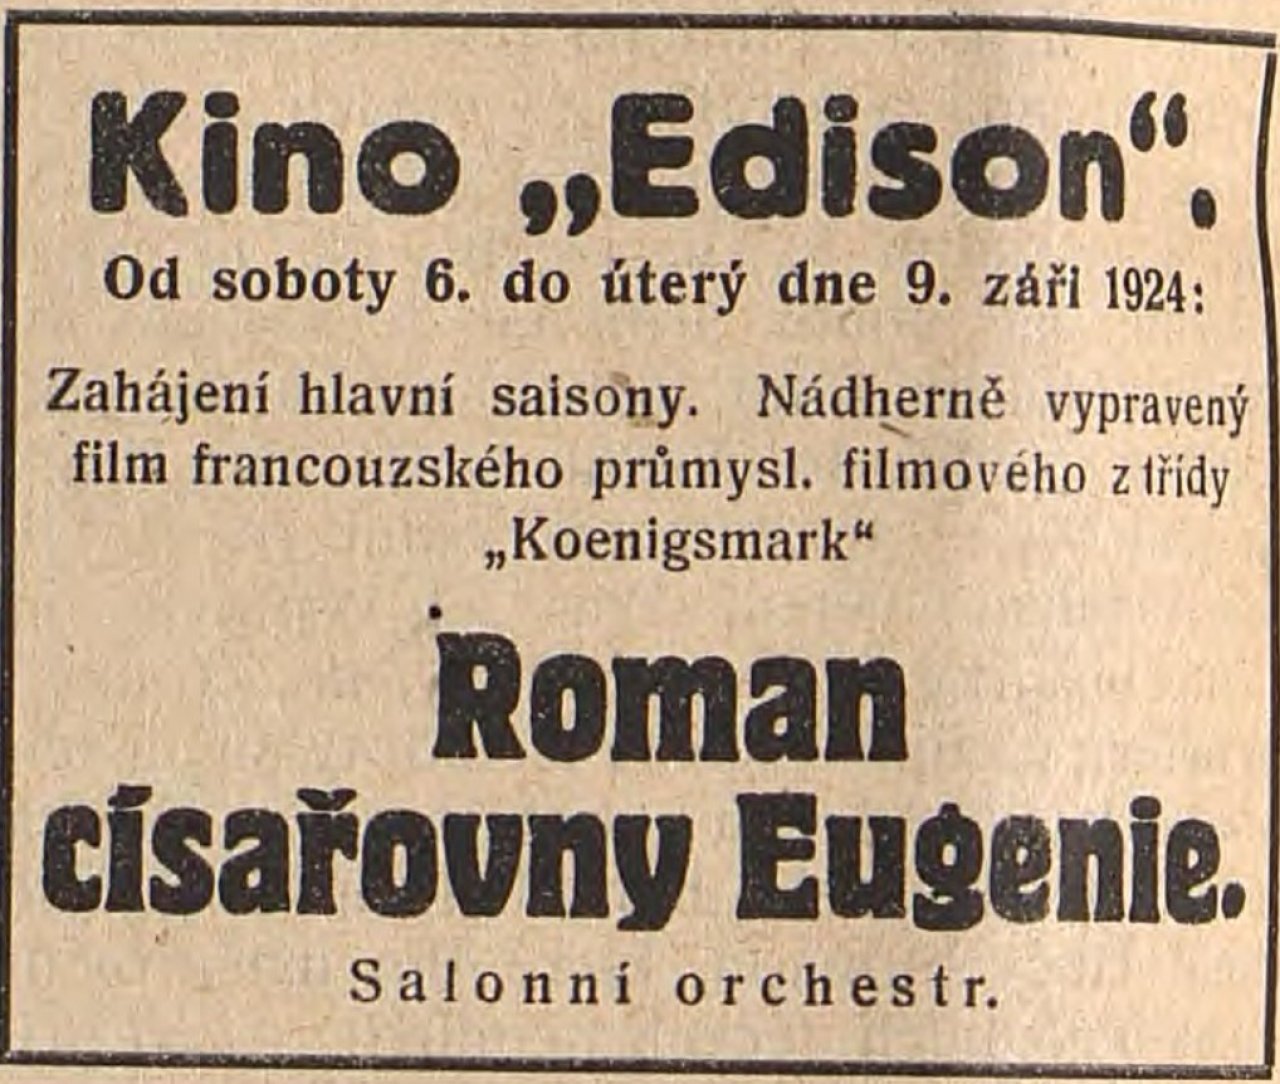 Kino „Edison“.
Od soboty 6. do úterý dne 9. září 1924:
Zahájení hlavní saisony. Nádherně vypravený
film francouzského průmysl. filmového z třídy
„Koenigsmark“
Roman
císařovny Eugenie.
Salonní orchestr.